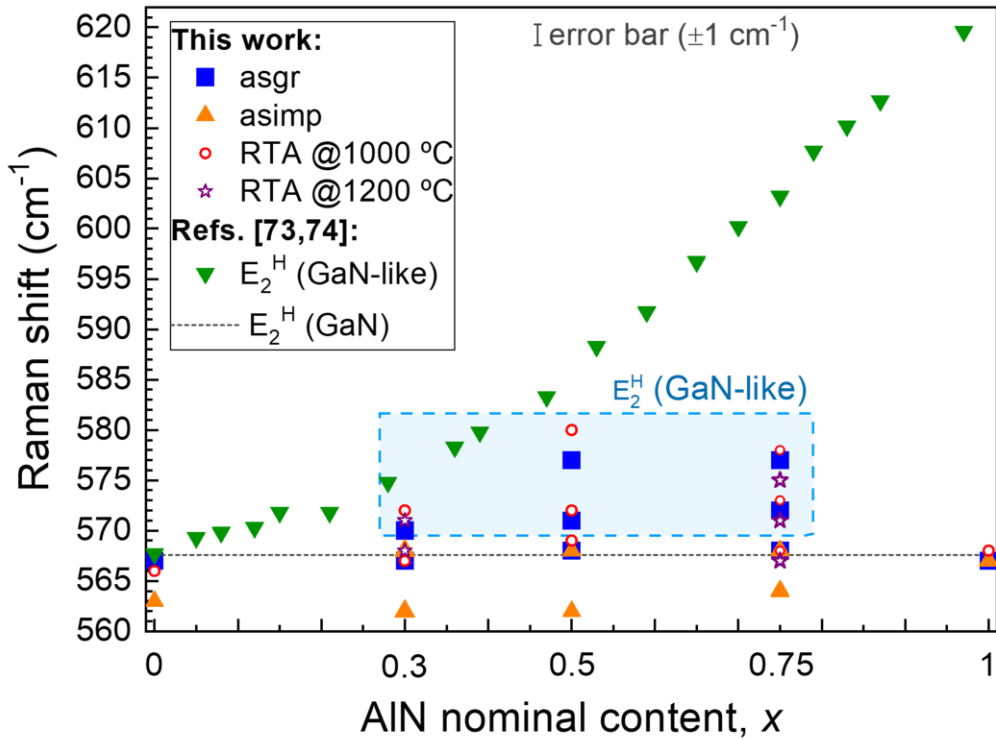 Raman shift (cm⁻¹)
620
615
610
605
600
595
590
585
580
575
570
565
560
This work:
asgr
asimp
RTA @1000 ºC
RTA @1200 ºC
Refs. [73,74]:
E₂ᴴ (GaN-like)
E₂ᴴ (GaN)
error bar (±1 cm⁻¹)
E₂ᴴ (GaN-like)
0 0.3 0.5 0.75 1
AlN nominal content, x